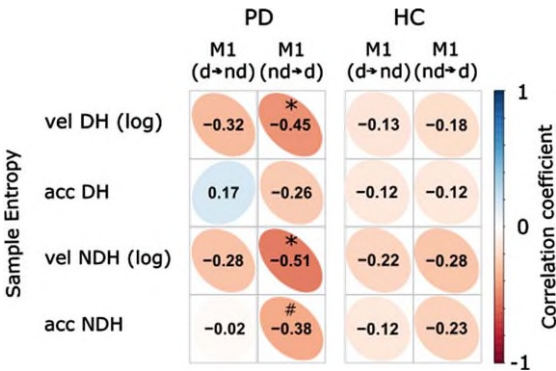 PD HC
M1 M1 M1 M1
(d→nd) (nd→d) (d→nd) (nd→d)
1
*
vel DH (log) −0.32 −0.45 −0.13 −0.18
acc DH 0.17 −0.26 −0.12 −0.12
0
*
vel NDH (log) −0.28 −0.51 −0.22 −0.28
#
acc NDH −0.02 −0.38 −0.12 −0.23
-1
Sample Entropy
Correlation coefficient